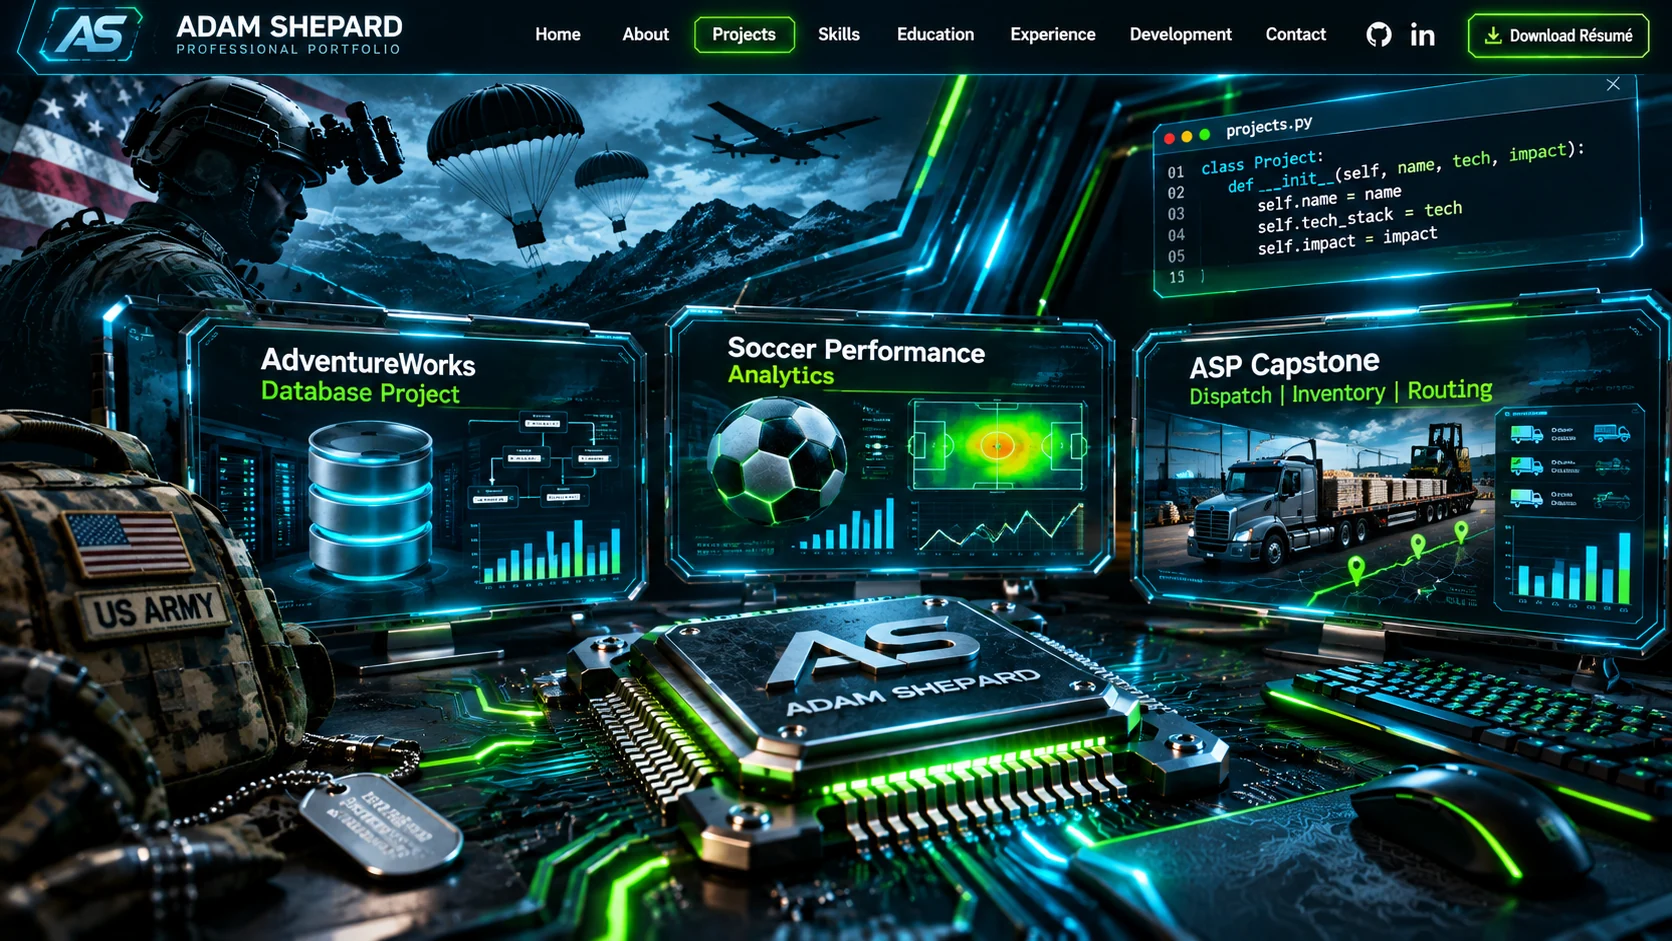 AS
ADAM SHEPARD
PROFESSIONAL PORTFOLIO
Home
About
Projects
Skills
Education
Experience
Development
Contact
in
Download Résumé
projects.py
01 class Project:
02 def __init__(self, name, tech, impact):
03 self.name = name
04 self.tech_stack = tech
05 self.impact = impact
15
AdventureWorks
Database Project
Soccer Performance
Analytics
ASP Capstone
Dispatch | Inventory | Routing
US ARMY
AS
ADAM SHEPARD